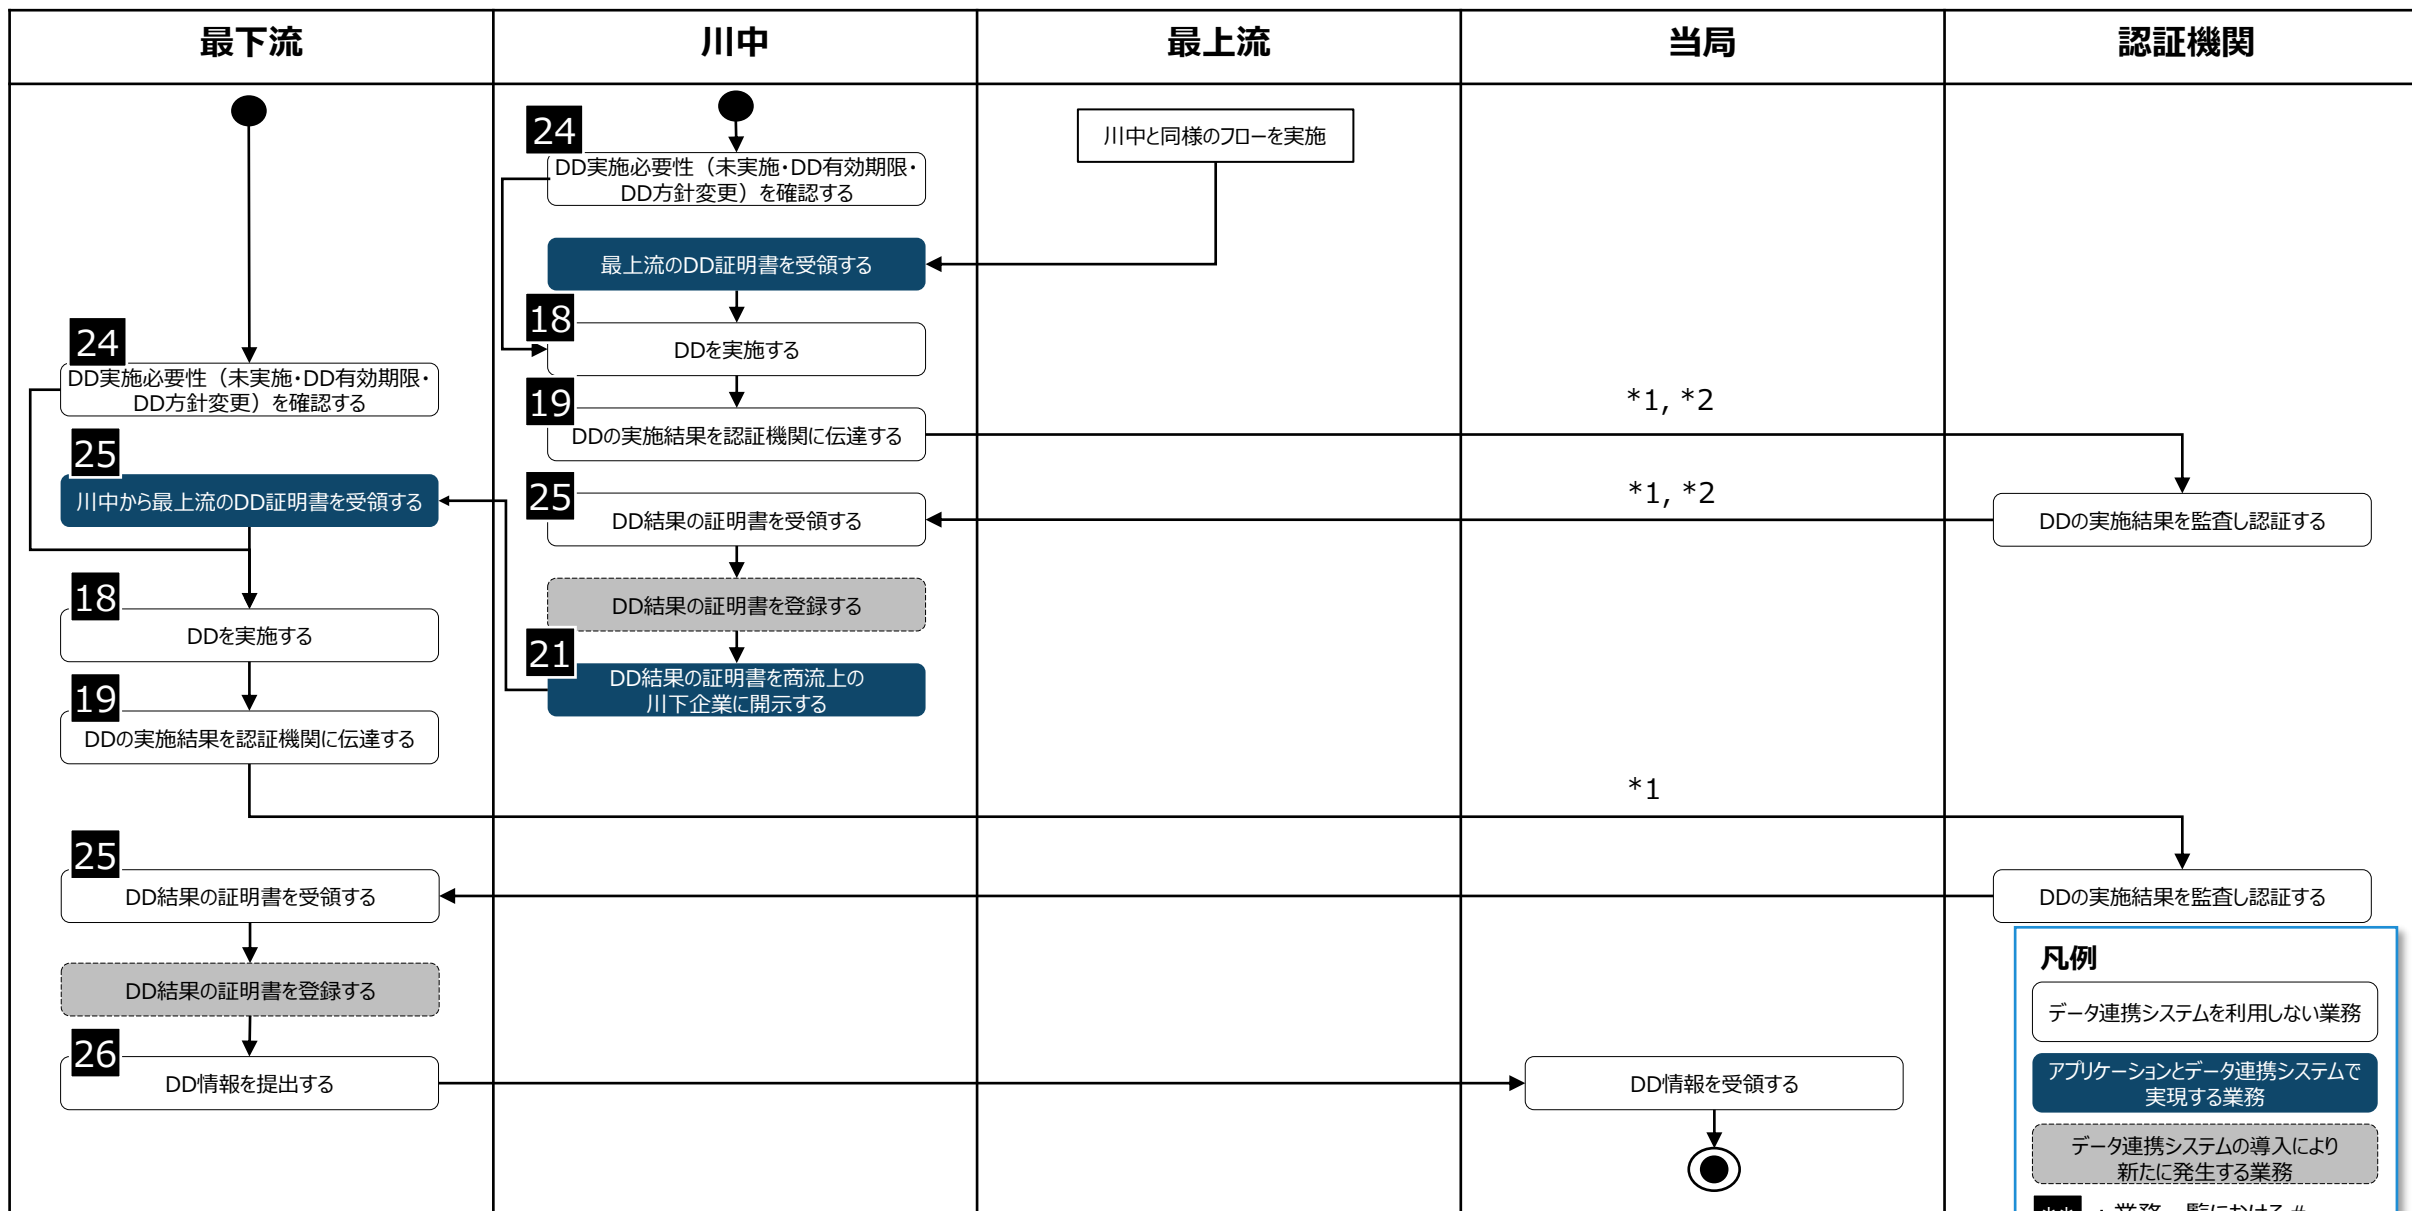 最下流
川中
最上流
当局
認証機関
24
DD実施必要性（未実施・DD有効期限・
DD方針変更）を確認する
川中と同様のフローを実施
最上流のDD証明書を受領する
18
DDを実施する
24
DD実施必要性（未実施・DD有効期限・
DD方針変更）を確認する
19
DDの実施結果を認証機関に伝達する
*1, *2
25
川中から最上流のDD証明書を受領する
25
DD結果の証明書を受領する
*1, *2
DDの実施結果を監査し認証する
18
DDを実施する
DD結果の証明書を登録する
21
DD結果の証明書を商流上の
川下企業に開示する
19
DDの実施結果を認証機関に伝達する
*1
25
DD結果の証明書を受領する
DDの実施結果を監査し認証する
DD結果の証明書を登録する
26
DD情報を提出する
DD情報を受領する
凡例
データ連携システムを利用しない業務
アプリケーションとデータ連携システムで
実現する業務
データ連携システムの導入により
新たに発生する業務